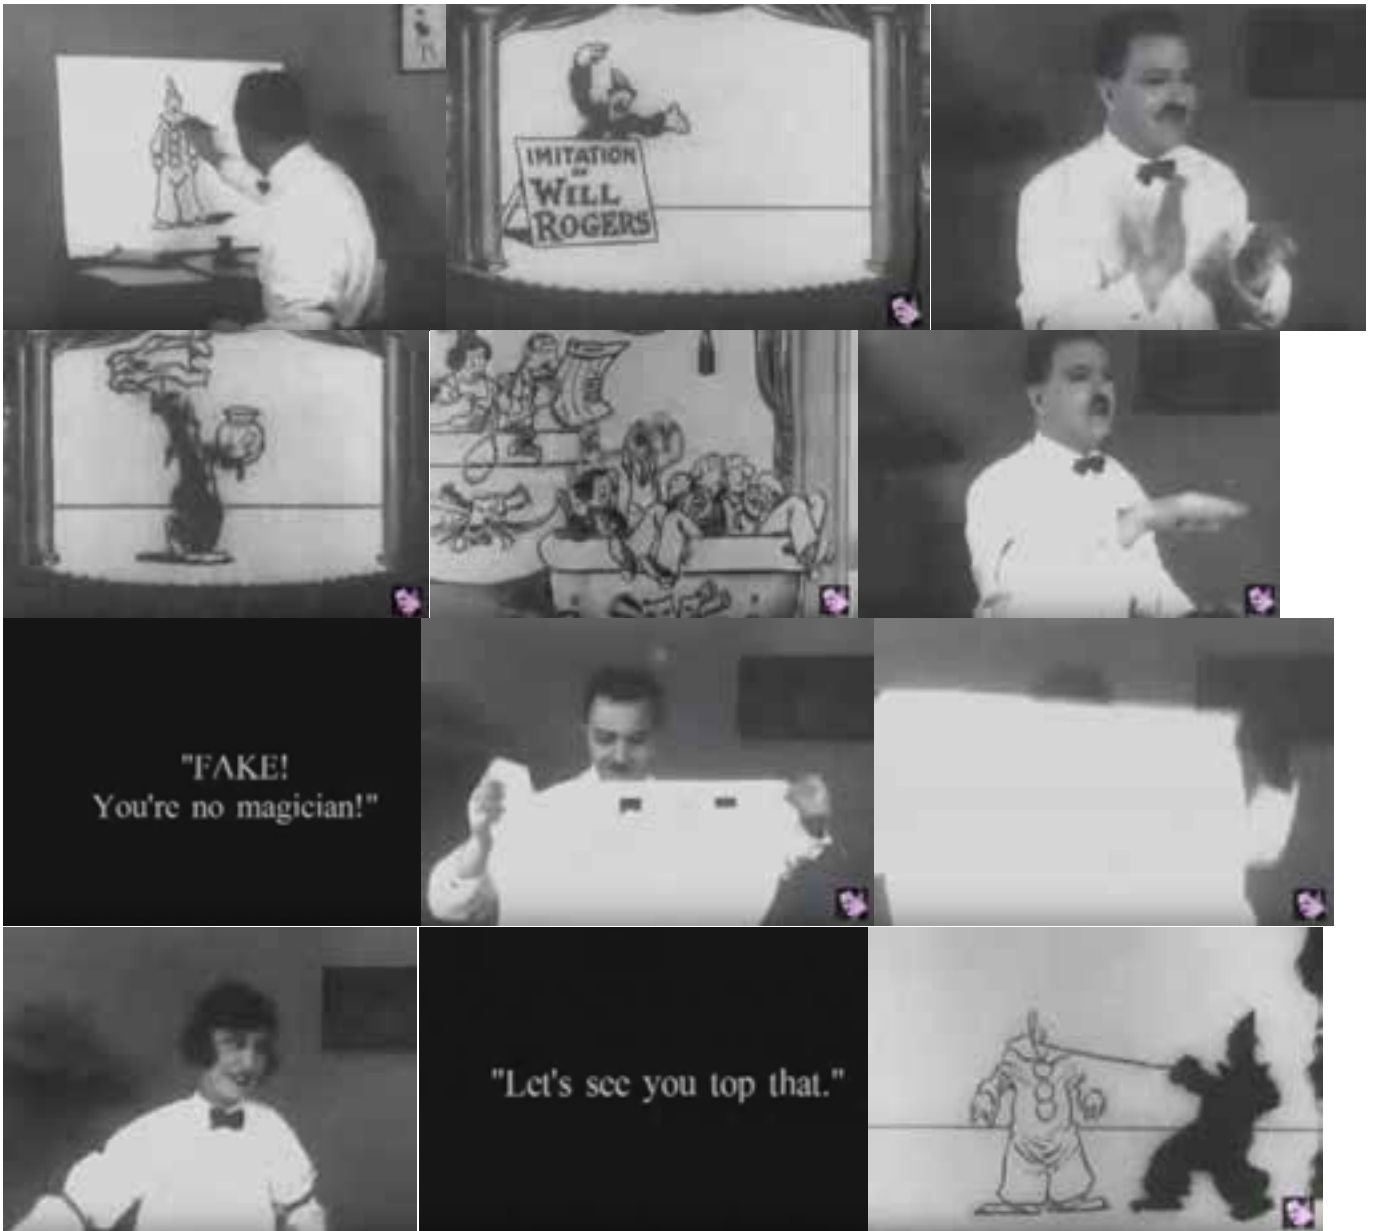 IMITATION
OF
WILL
ROGERS
"FAKE!
You're no magician!"
"Let's see you top that."